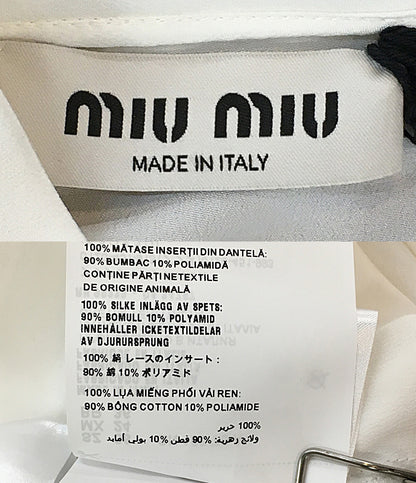 miu miu
MADE IN ITALY
100% MĂTASE INSERȚII DIN DANTELĂ:
90% BUMBAC 10% POLIAMIDĂ
CONȚINE PĂRȚI NETEXTILE
DE ORIGINE ANIMALĂ
100% SILKE INLÄGG AV SPETS:
90% BOMULL 10% POLYAMID
INNEHÅLLER ICKETEXTILDELAR
AV DJURURSPRUNG
100% 絹 レースのインサート:
90% 綿 10% ポリアミド
100% LỤA MIẾNG PHỐI VẢI REN:
90% BÔNG COTTON 10% POLIAMIDE
100% حرير
ولائج زهرية: 90% قطن 10% بولي أمايد